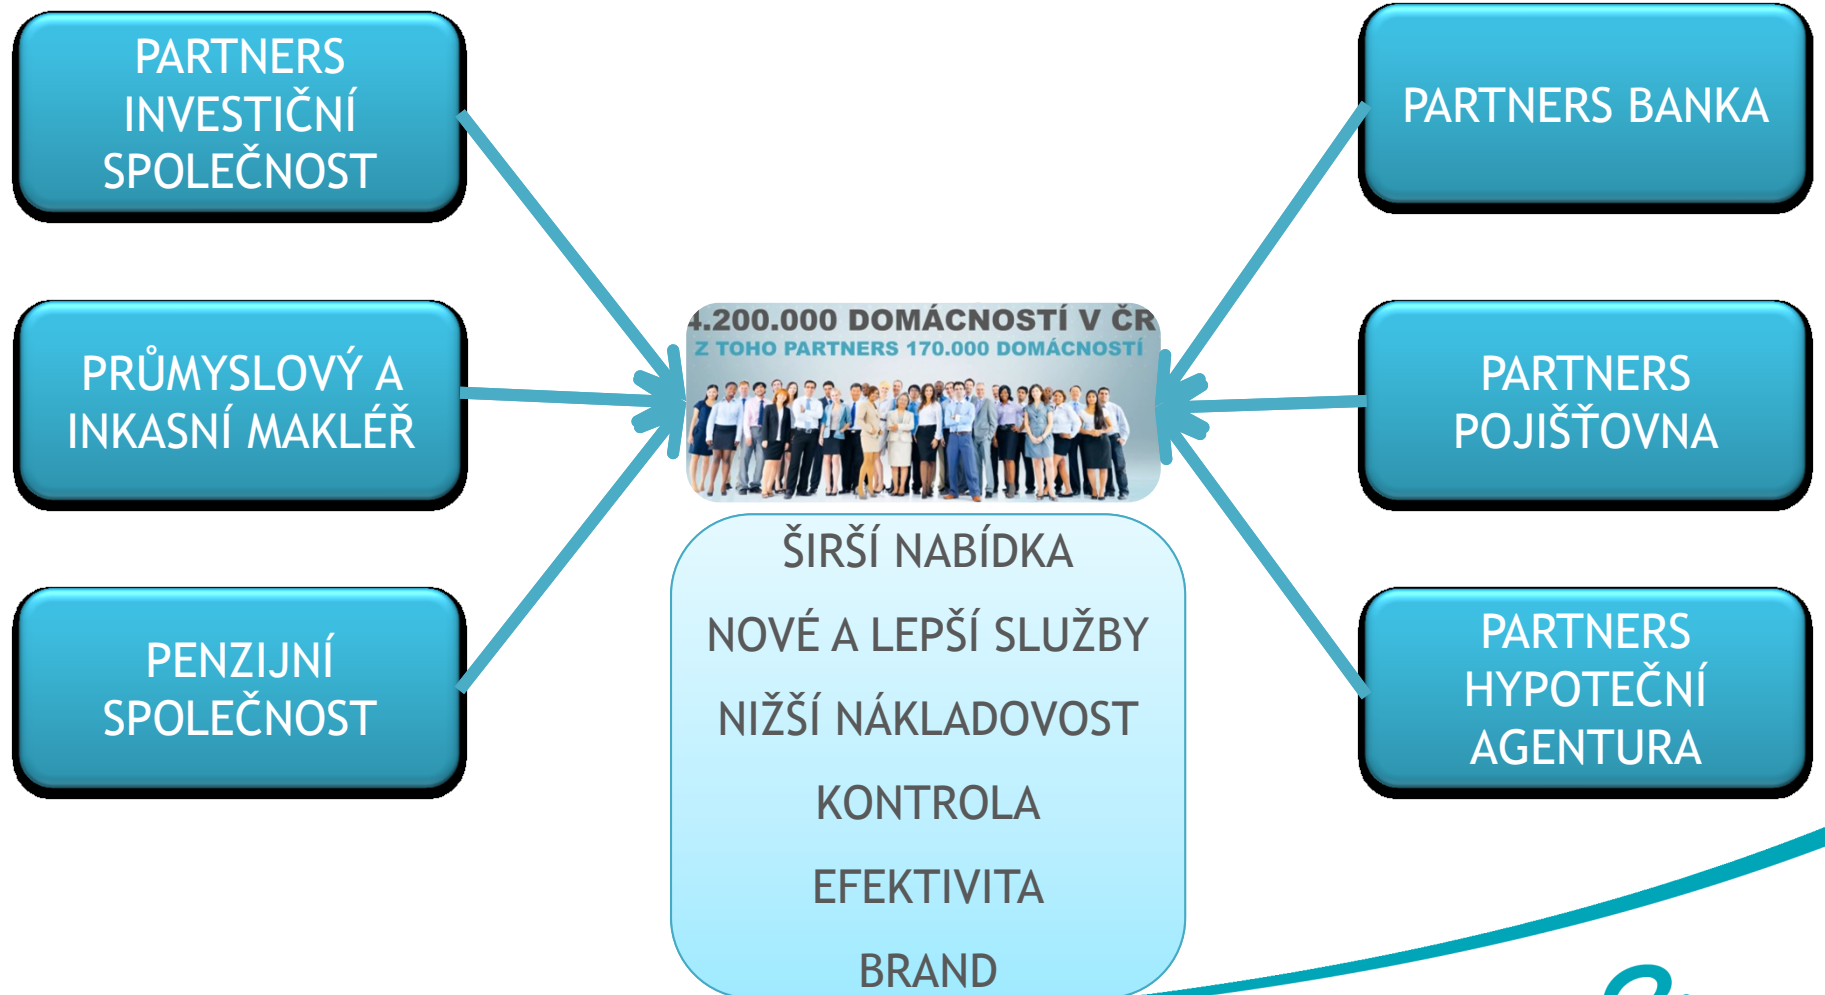 PARTNERS
INVESTIČNÍ
SPOLEČNOST
PRŮMYSLOVÝ A
INKASNÍ MAKLÉŘ
PENZIJNÍ
SPOLEČNOST
4.200.000 DOMÁCNOSTÍ V ČR
Z TOHO PARTNERS 170.000 DOMÁCNOSTÍ
ŠIRŠÍ NABÍDKA
NOVÉ A LEPŠÍ SLUŽBY
NIŽŠÍ NÁKLADOVOST
KONTROLA
EFEKTIVITA
BRAND
PARTNERS BANKA
PARTNERS
POJIŠŤOVNA
PARTNERS
HYPOTEČNÍ
AGENTURA